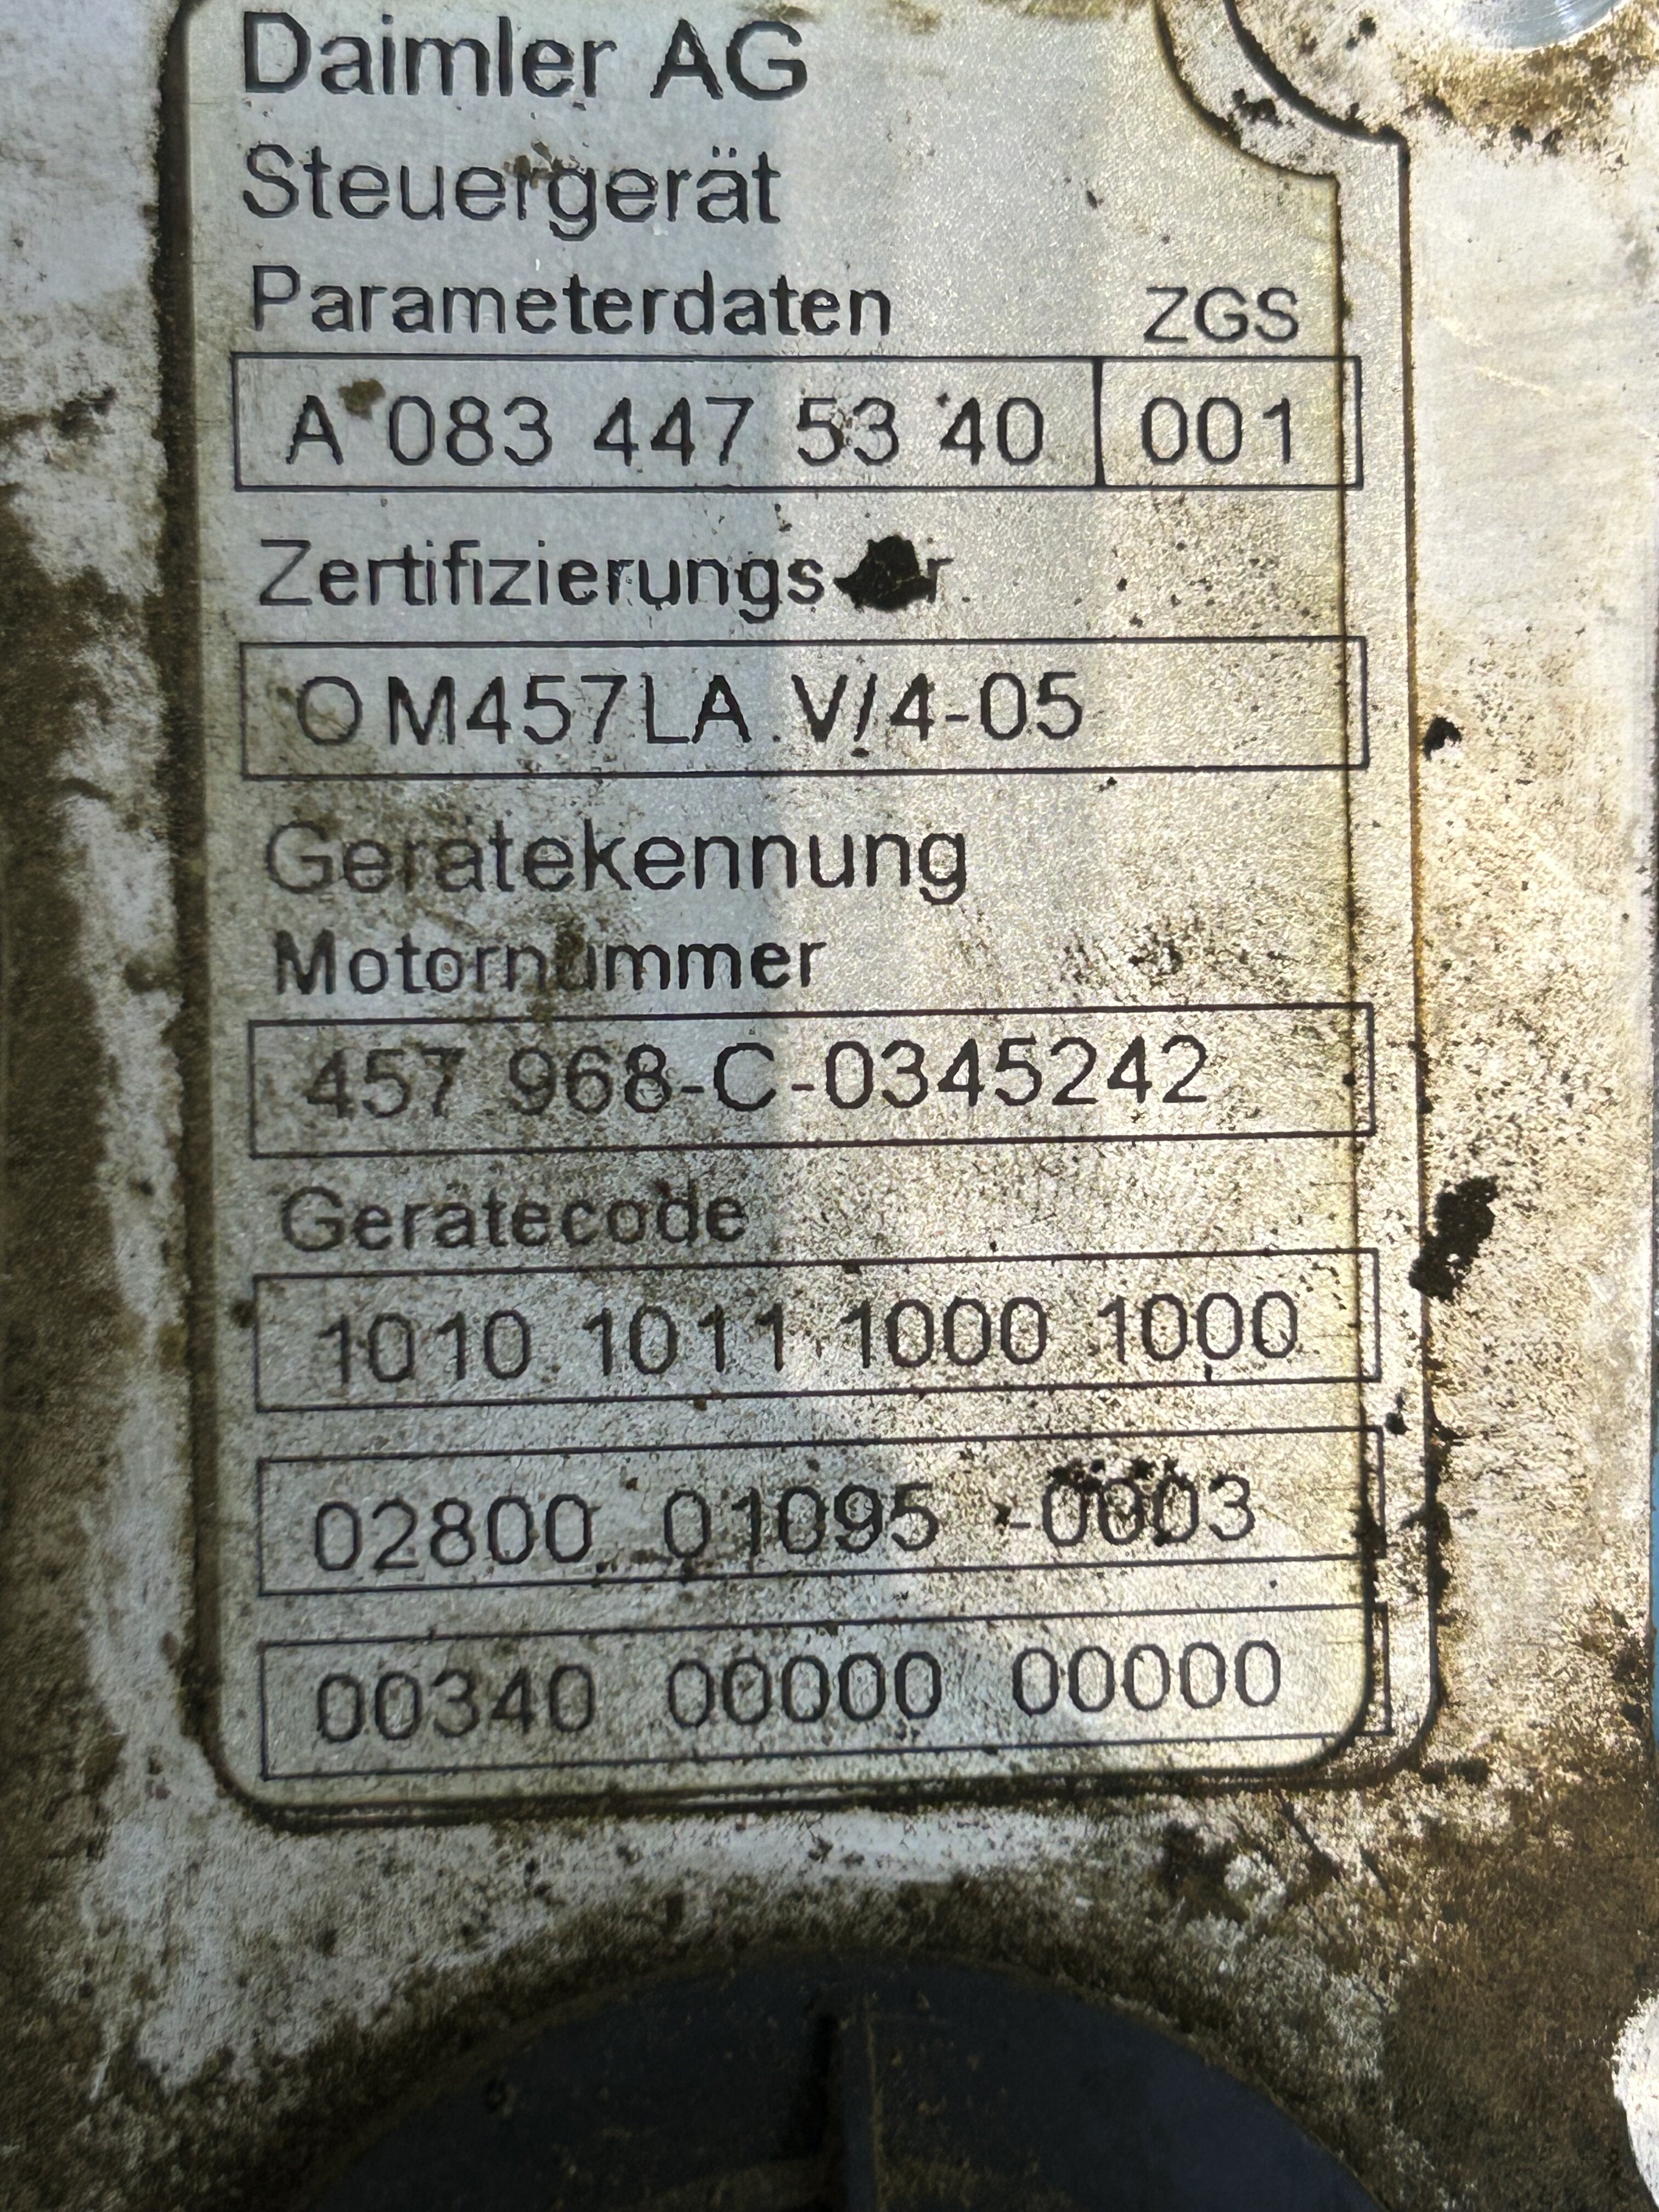 Daimler AG
Steuergerät
Parameterdaten ZGS
A 083 447 53 40 001
Zertifizierungs-Nr.
OM457LA.V/4-05
Gerätekennung
Motornummer
457 968-C-0345242
Gerätecode
1010 1011 1000 1000
02800 01095 -0003
00340 00000 00000